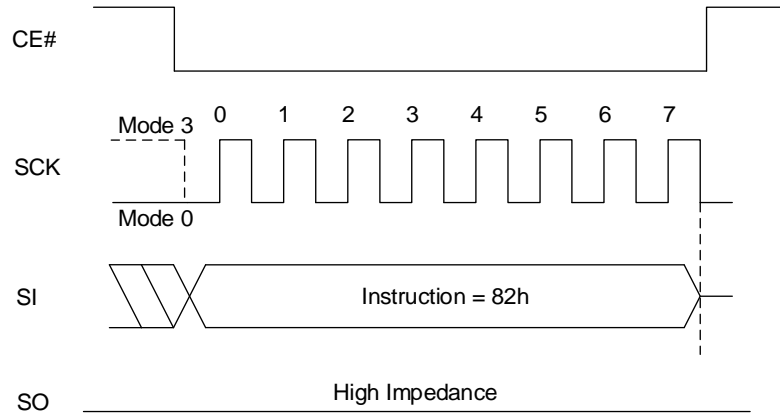 CE#
0 1 2 3 4 5 6 7
Mode 3
SCK
Mode 0
SI
Instruction = 82h
SO
High Impedance